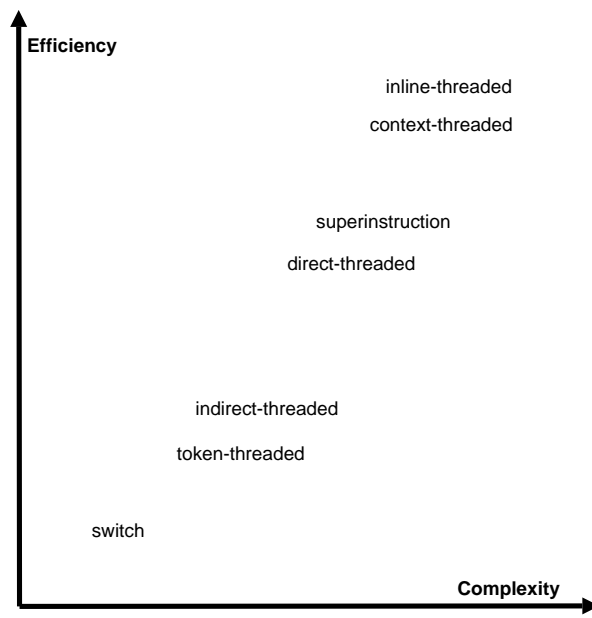 Efficiency
inline-threaded
context-threaded
superinstruction
direct-threaded
indirect-threaded
token-threaded
switch
Complexity